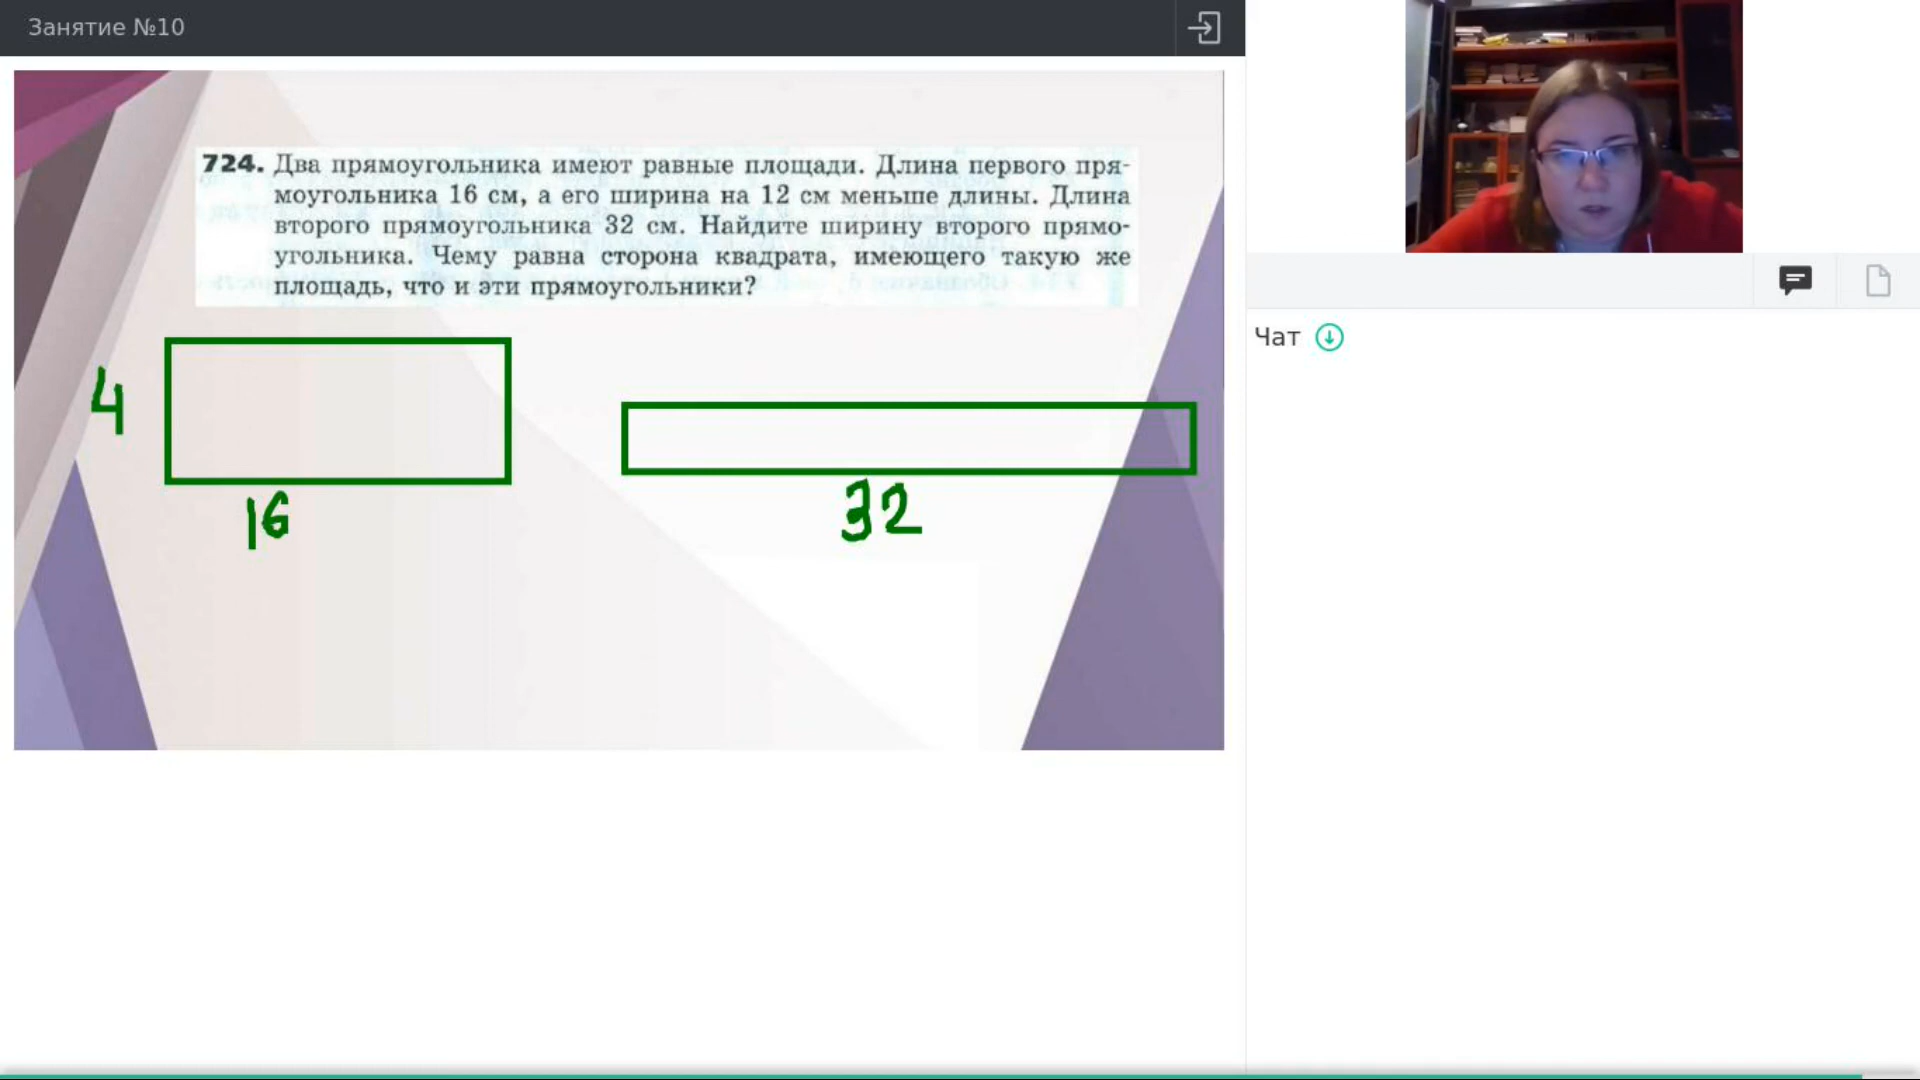 Занятие №10
724. Два прямоугольника имеют равные площади. Длина первого пря-
моугольника 16 см, а его ширина на 12 см меньше длины. Длина
второго прямоугольника 32 см. Найдите ширину второго прямо-
угольника. Чему равна сторона квадрата, имеющего такую же
площадь, что и эти прямоугольники?
Чат
4
16
32